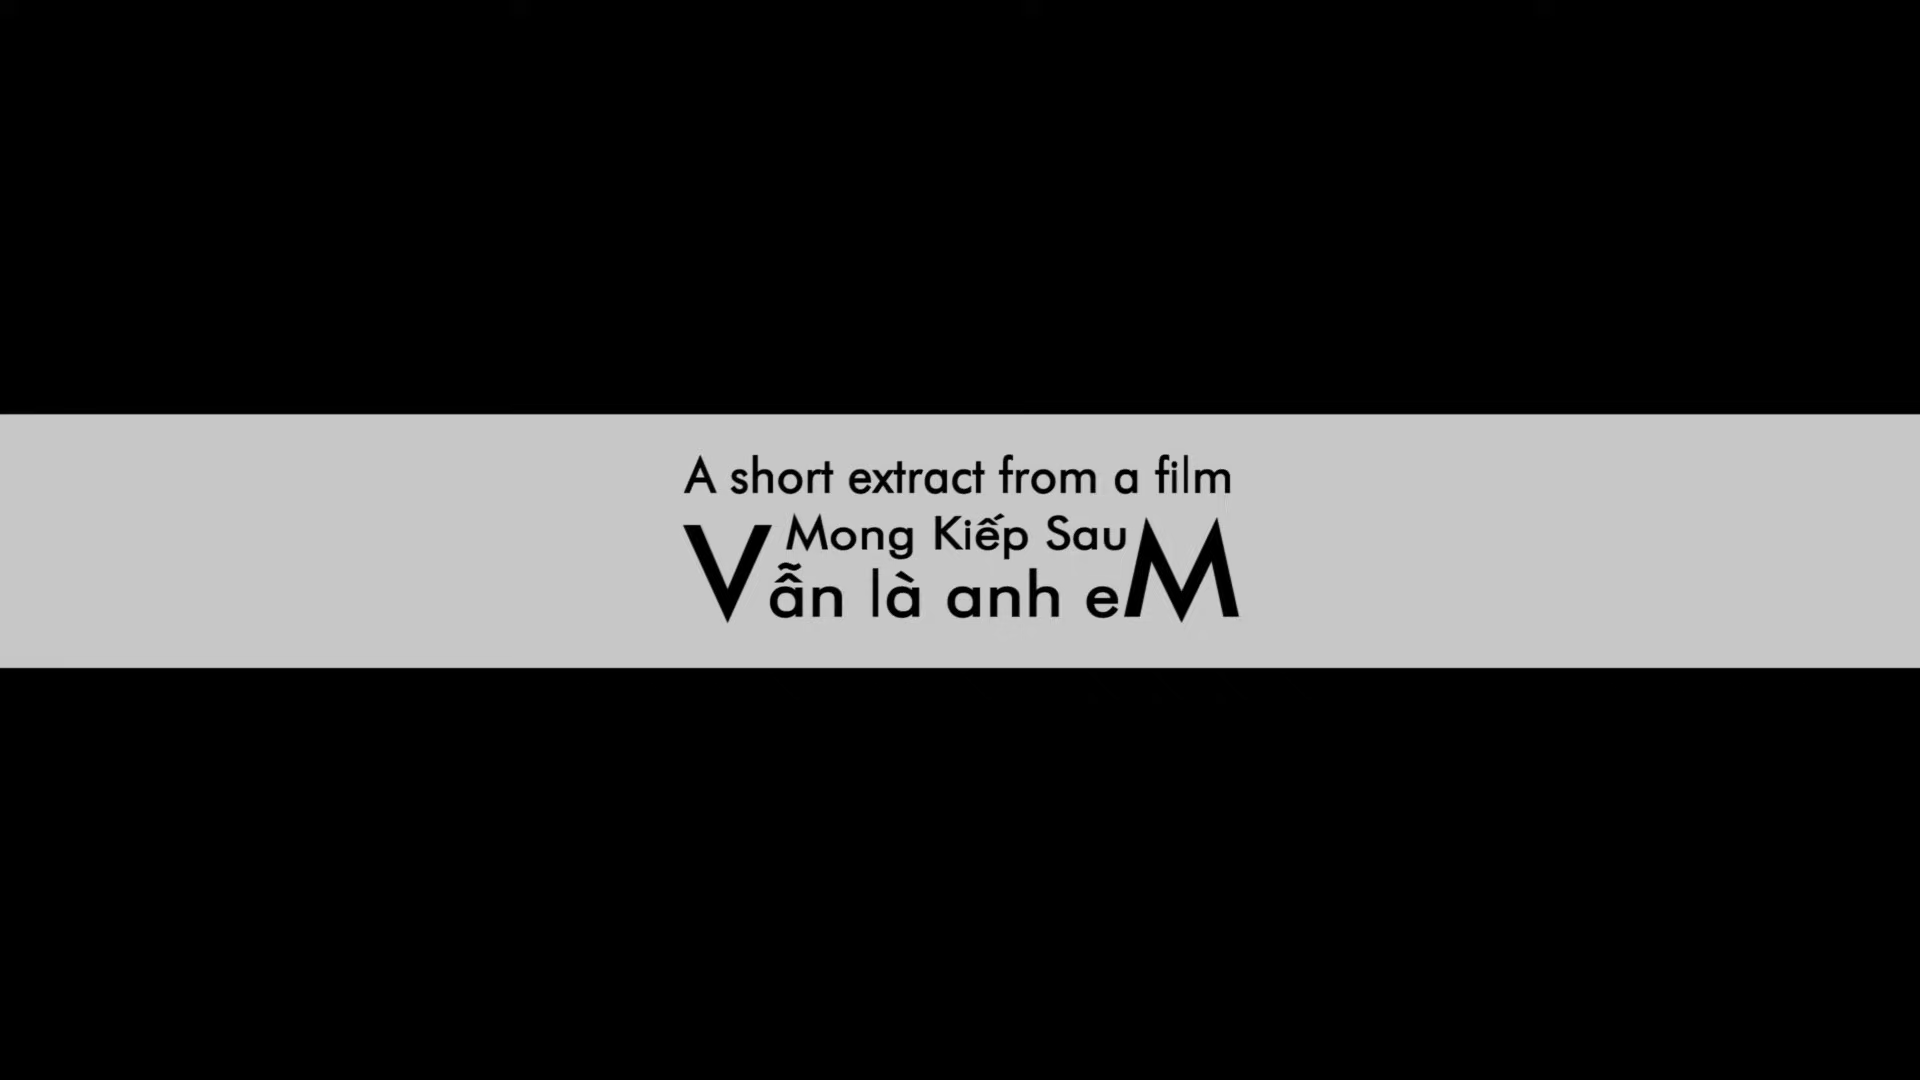 A short extract from a film
Mong Kiếp Sau
Vẫn là anh eM